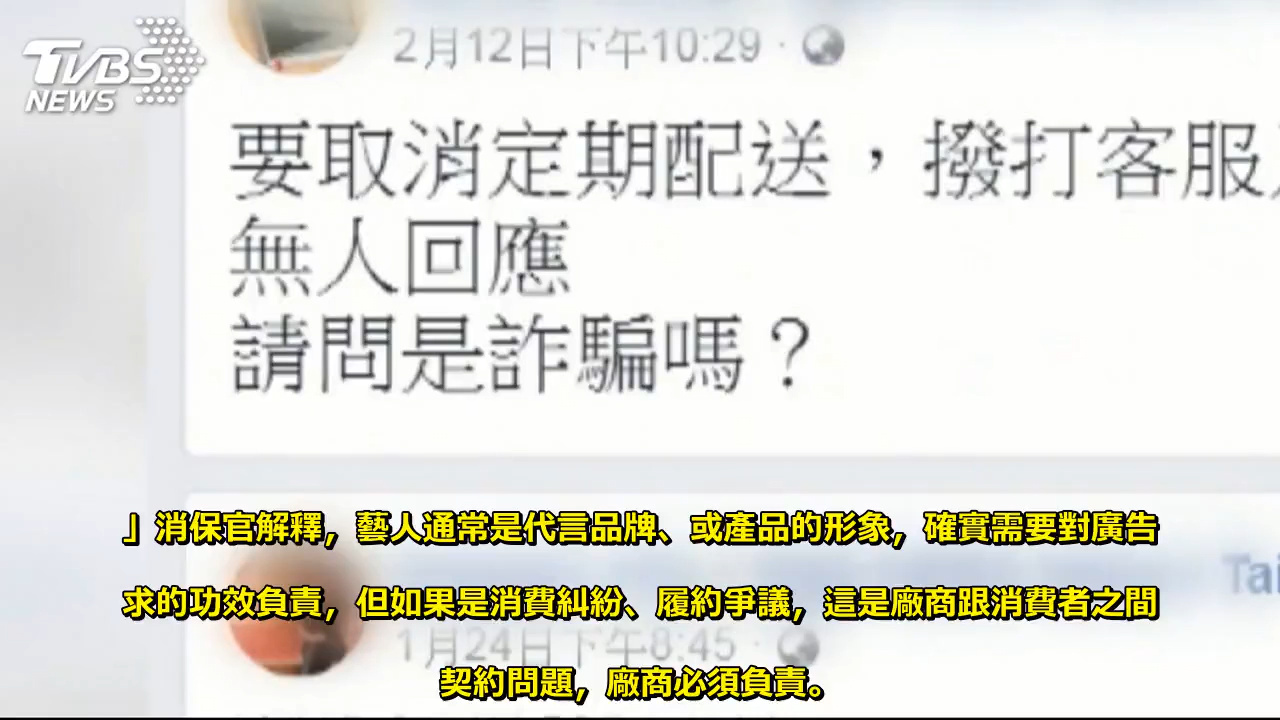 TVBS
NEWS
2月12日下午10:29
要取消定期配送，撥打客服
無人回應
請問是詐騙嗎？
」消保官解釋，藝人通常是代言品牌、或產品的形象，確實需要對廣告
Tai
求的功效負責，但如果是消費糾紛、履約爭議，這是廠商跟消費者之間
1月24日下午8:45
契約問題，廠商必須負責。